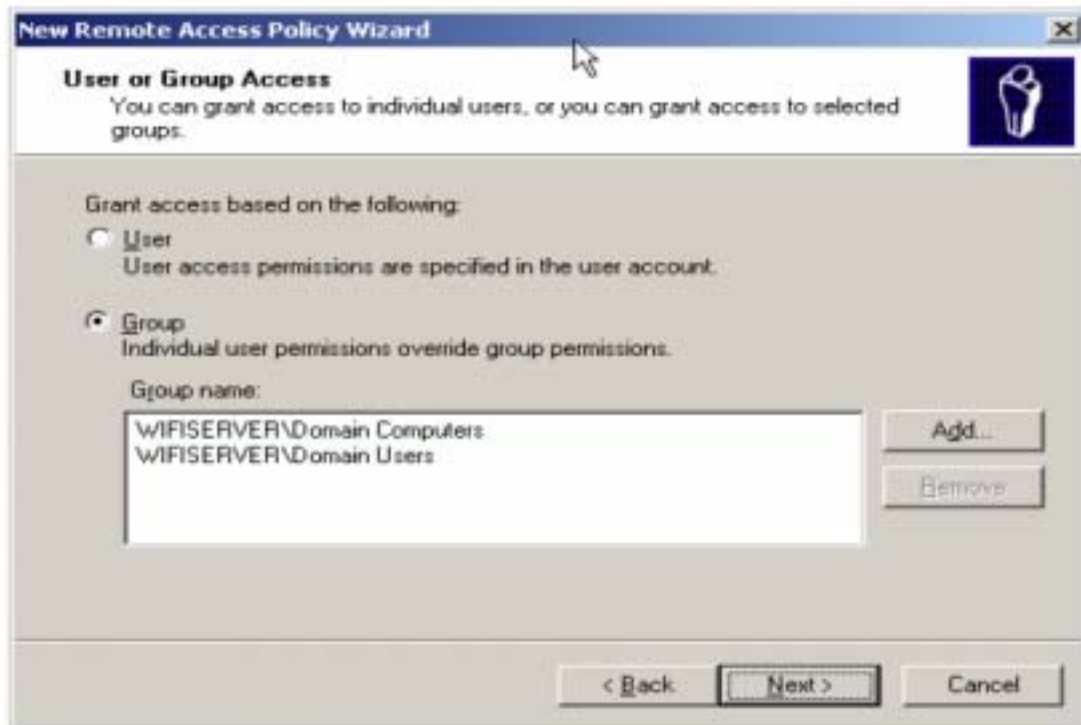 New Remote Access Policy Wizard
User or Group Access
You can grant access to individual users, or you can grant access to selected
groups.
Grant access based on the following:
User
User access permissions are specified in the user account.
Group
Individual user permissions override group permissions.
Group name:
WIFISERVER\Domain Computers
WIFISERVER\Domain Users
Add...
Remove
< Back
Next >
Cancel